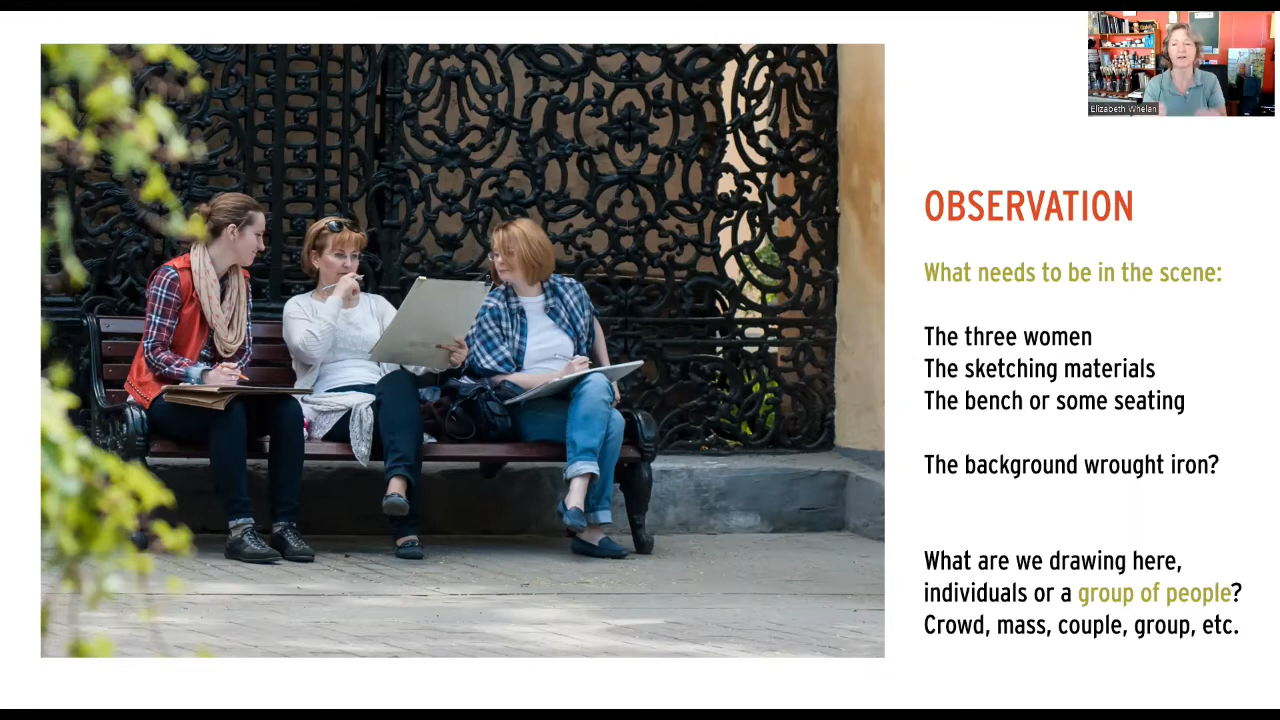 Elizabeth Whelan
OBSERVATION
What needs to be in the scene:
The three women
The sketching materials
The bench or some seating
The background wrought iron?
What are we drawing here,
individuals or a group of people?
Crowd, mass, couple, group, etc.